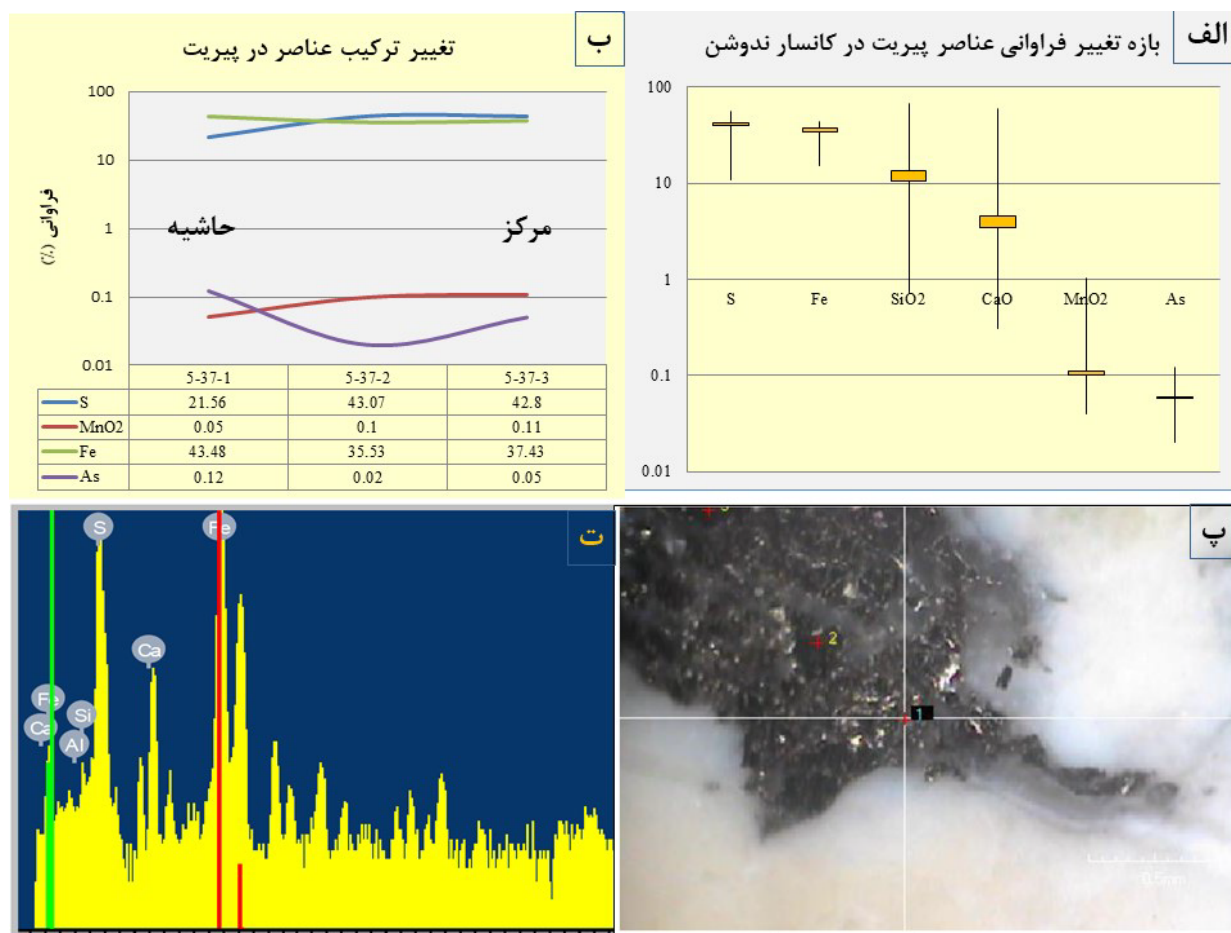 الف
بازه تغییر فراوانی عناصر پیریت در کانسار ندوشن
100
10
1
0.1
0.01
S Fe SiO2 CaO MnO2 As
ب
تغییر ترکیب عناصر در پیریت
فراوانی (%)
100
10
1
0.1
0.01
حاشیه
مرکز
5-37-1 5-37-2 5-37-3
S 21.56 43.07 42.8
MnO2 0.05 0.1 0.11
Fe 43.48 35.53 37.43
As 0.12 0.02 0.05
پ
2
1
0.5mm
ت
S
Fe
Ca
Fe
Ca
Si
Al